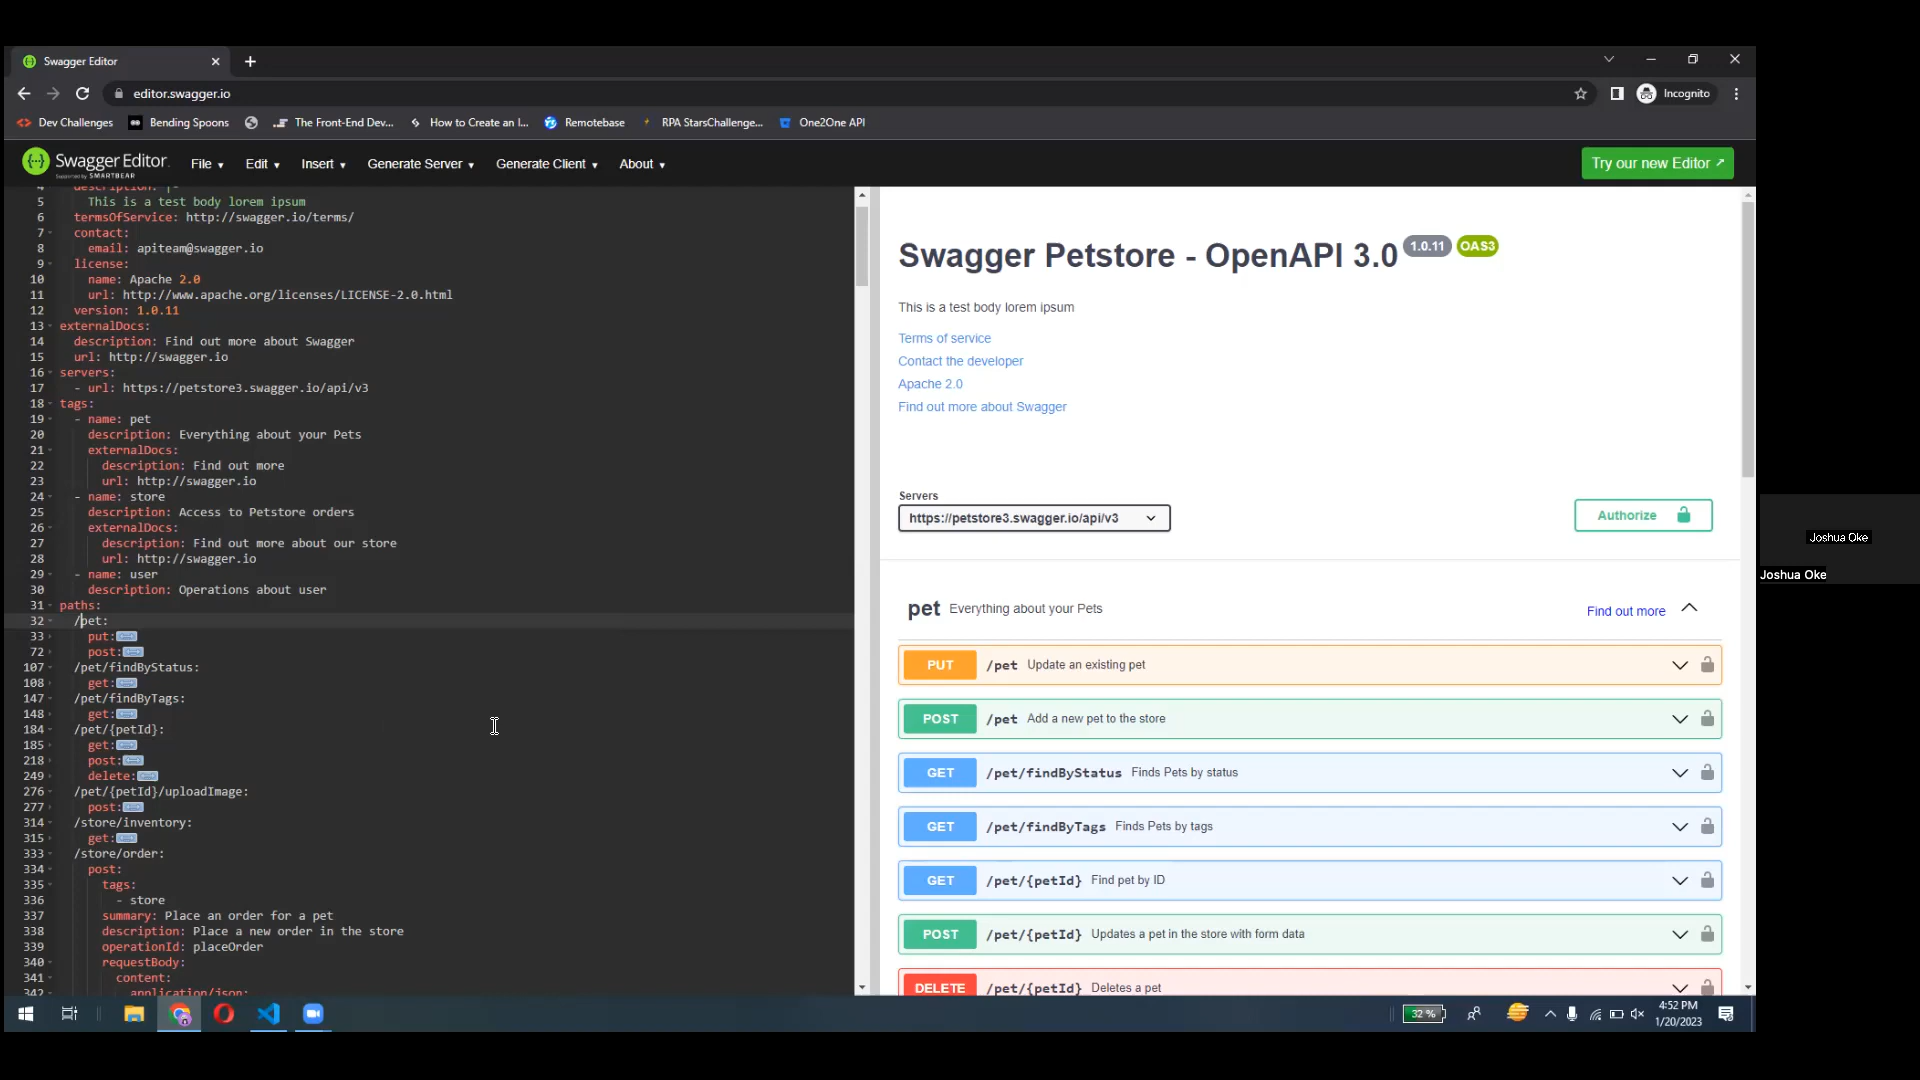 Swagger Editor
editor.swagger.io
Incognito
Dev Challenges
Bending Spoons
The Front-End Dev...
How to Create an I...
Remotebase
RPA StarsChallenge...
One2One API
Swagger Editor.
Supported by SMARTBEAR
File
Edit
Insert
Generate Server
Generate Client
About
Try our new Editor
4 description: |-
5 This is a test body lorem ipsum
6 termsOfService: http://swagger.io/terms/
7 contact:
8 email: apiteam@swagger.io
9 license:
10 name: Apache 2.0
11 url: http://www.apache.org/licenses/LICENSE-2.0.html
12 version: 1.0.11
13 externalDocs:
14 description: Find out more about Swagger
15 url: http://swagger.io
16 servers:
17 - url: https://petstore3.swagger.io/api/v3
18 tags:
19 - name: pet
20 description: Everything about your Pets
21 externalDocs:
22 description: Find out more
23 url: http://swagger.io
24 - name: store
25 description: Access to Petstore orders
26 externalDocs:
27 description: Find out more about our store
28 url: http://swagger.io
29 - name: user
30 description: Operations about user
31 paths:
32 /pet:
33 put:
72 post:
107 /pet/findByStatus:
108 get:
147 /pet/findByTags:
148 get:
184 /pet/{petId}:
185 get:
218 post:
249 delete:
276 /pet/{petId}/uploadImage:
277 post:
314 /store/inventory:
315 get:
333 /store/order:
334 post:
335 tags:
336 - store
337 summary: Place an order for a pet
338 description: Place a new order in the store
339 operationId: placeOrder
340 requestBody:
341 content:
342 application/json:
Swagger Petstore - OpenAPI 3.0 1.0.11 OAS3
This is a test body lorem ipsum
Terms of service
Contact the developer
Apache 2.0
Find out more about Swagger
Servers
https://petstore3.swagger.io/api/v3
Authorize
pet Everything about your Pets
Find out more
PUT /pet Update an existing pet
POST /pet Add a new pet to the store
GET /pet/findByStatus Finds Pets by status
GET /pet/findByTags Finds Pets by tags
GET /pet/{petId} Find pet by ID
POST /pet/{petId} Updates a pet in the store with form data
DELETE /pet/{petId} Deletes a pet
Joshua Oke
Joshua Oke
32 %
4:52 PM
1/20/2023